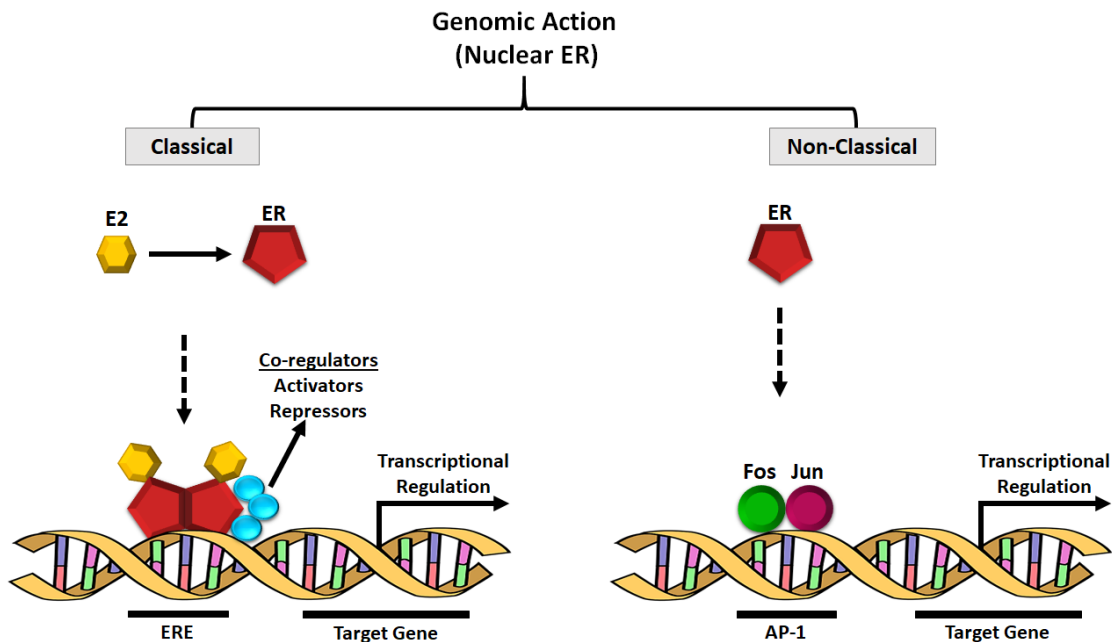 Genomic Action
(Nuclear ER)
Classical
Non-Classical
E2
ER
ER
Co-regulators
Activators
Repressors
Transcriptional
Regulation
Fos
Jun
Transcriptional
Regulation
ERE
Target Gene
AP-1
Target Gene